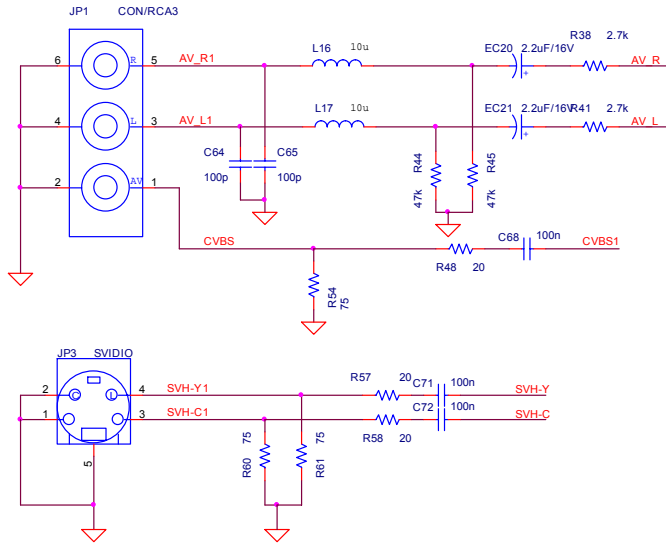 JP1 CON/RCA3
6 R 5 AV_R1 L16 10u EC20 2.2uF/16V R38 2.7k AV_R
4 L 3 AV_L1 L17 10u EC21 2.2uF/16V R41 2.7k AV_L
+
+
C64 C65
100p 100p
R44 47k
R45 47k
2 AV 1
CVBS R48 20 C68 100n CVBS1
R54 75
JP3 SVIDIO
2 C L 4 SVH-Y1 R57 20 C71 100n SVH-Y
1 3 SVH-C1 R58 20 C72 100n SVH-C
R60 75
R61 75
5